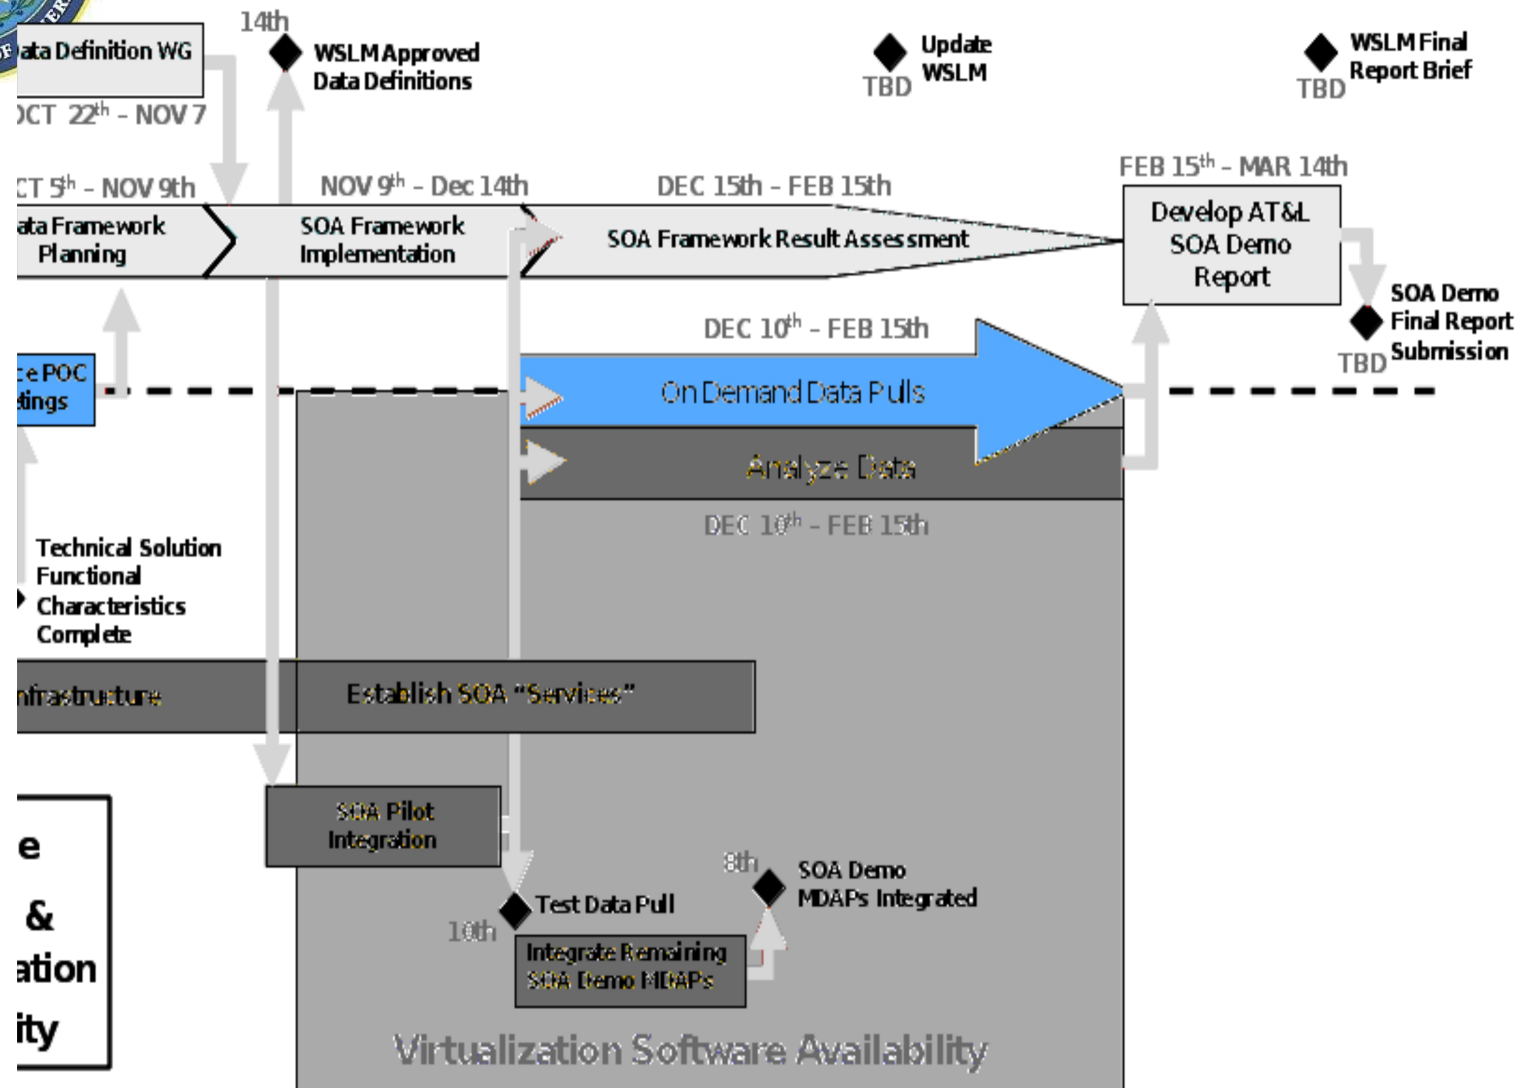 14th
WSLM Approved
Data Definitions
Update
WSLM
TBD
WSLM Final
Report Brief
TBD
ata Definition WG
OCT 22th - NOV 7
CT 5th - NOV 9th
NOV 9th - Dec 14th
DEC 15th - FEB 15th
FEB 15th - MAR 14th
ata Framework
Planning
SOA Framework
Implementation
SOA Framework Result Assessment
Develop AT&L
SOA Demo
Report
SOA Demo
Final Report
Submission
TBD
DEC 10th - FEB 15th
ce POC
tings
On Demand Data Pulls
Analyze Data
DEC 10th - FEB 15th
Technical Solution
Functional
Characteristics
Complete
nfrastructure
Establish SOA “Services”
SOA Pilot
Integration
8th
SOA Demo
MDAPs Integrated
Test Data Pull
10th
Integrate Remaining
SOA Demo MDAPs
e
&
ation
ity
Virtualization Software Availability